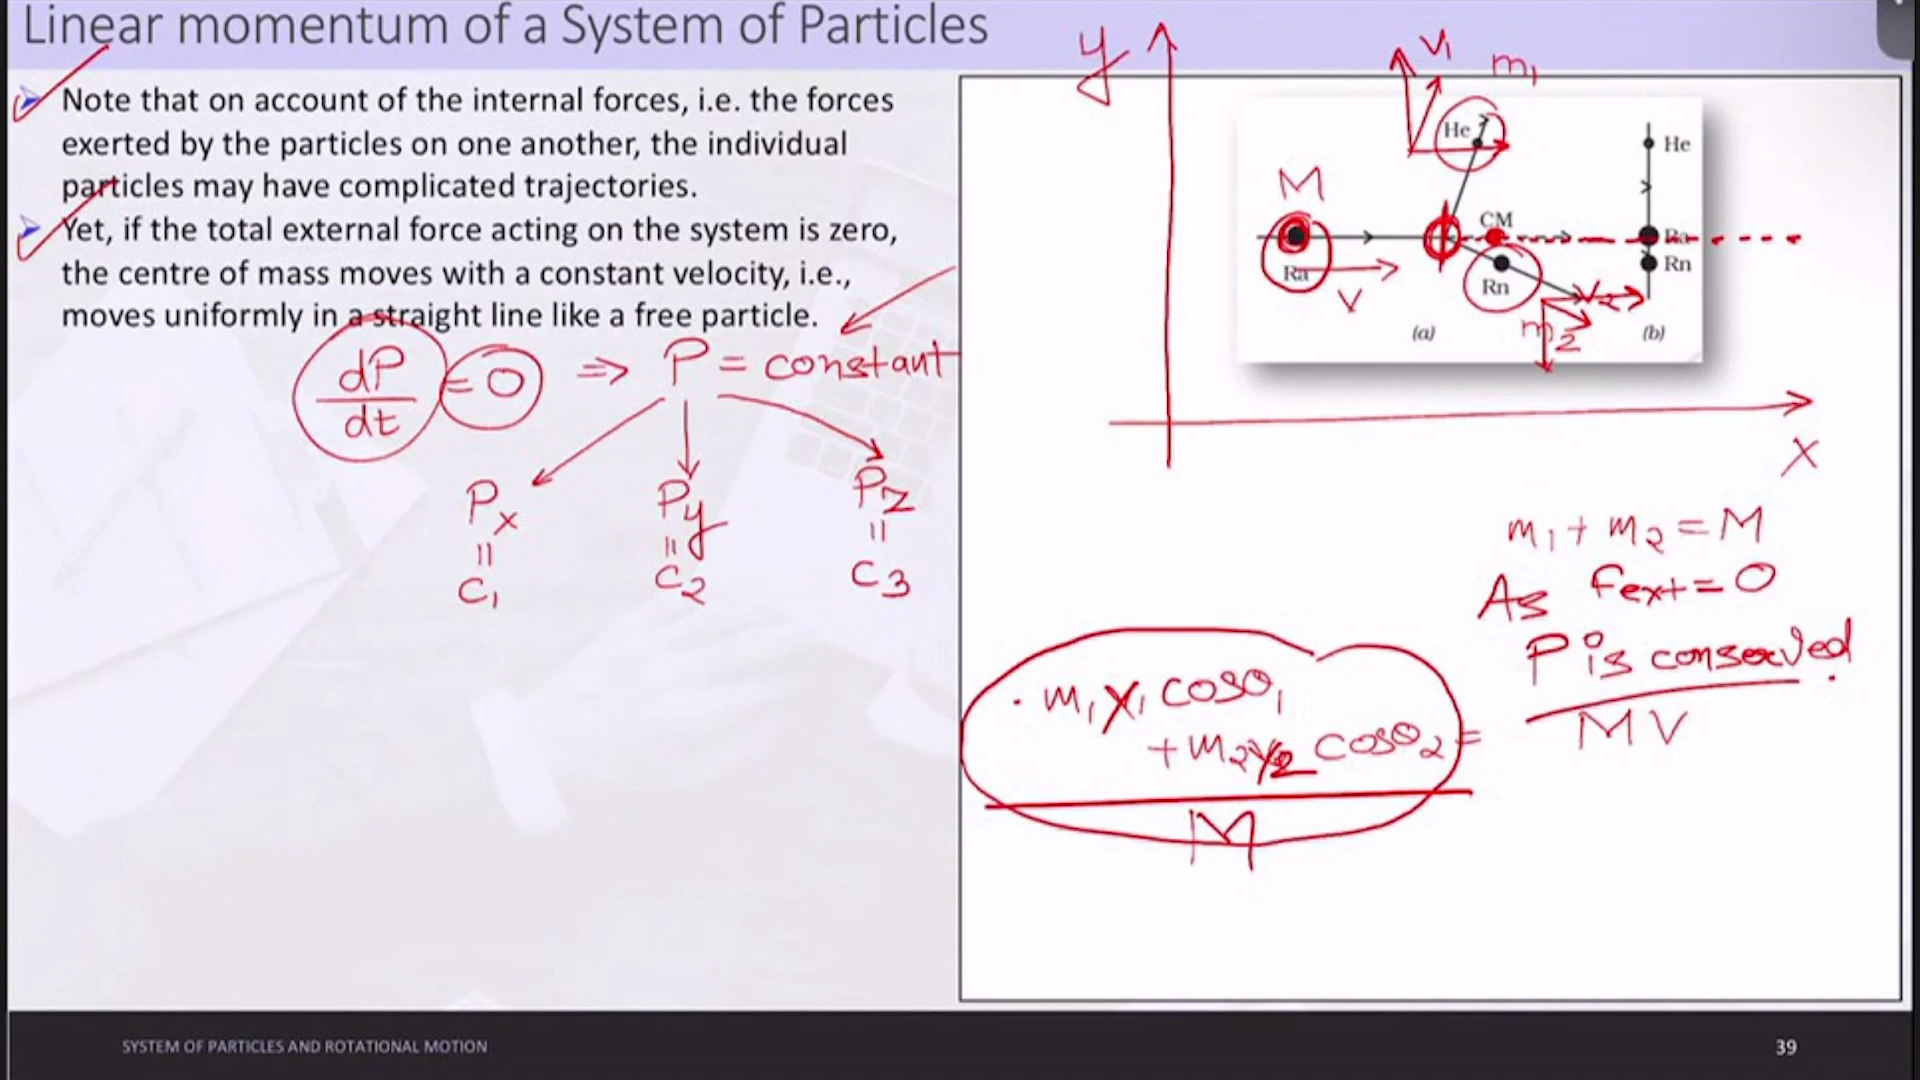 Linear momentum of a System of Particles
Note that on account of the internal forces, i.e. the forces
exerted by the particles on one another, the individual
particles may have complicated trajectories.
Yet, if the total external force acting on the system is zero,
the centre of mass moves with a constant velocity, i.e.,
moves uniformly in a straight line like a free particle.
dP
dt
= 0 ⇒ P = constant
Px Py Pz
= = =
C1 C2 C3
y
V1 m1
He He
M
CM
Ra Ra
Rn Rn
V V2
m2
(a) (b)
x
m1 + m2 = M
As Fext = 0
P is conserved.
m1v1 cosθ1
+ m2v2 cosθ2 = MV
M
SYSTEM OF PARTICLES AND ROTATIONAL MOTION
39